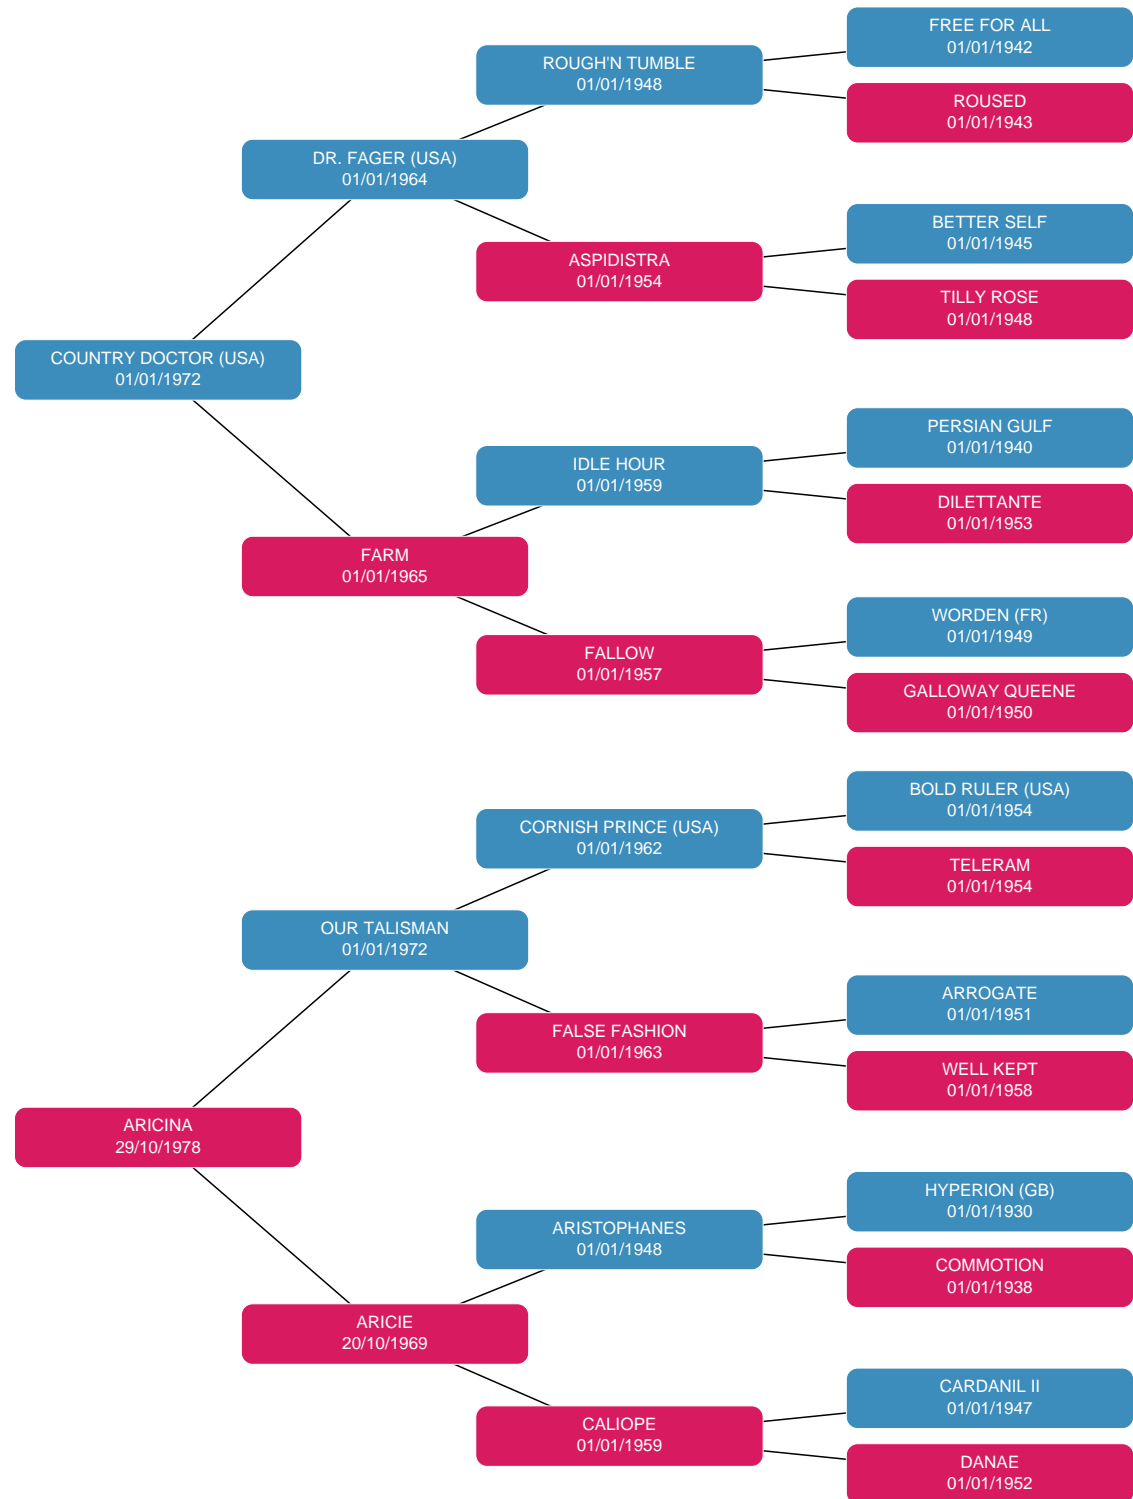 FREE FOR ALL
01/01/1942
ROUGH'N TUMBLE
01/01/1948
ROUSED
01/01/1943
DR. FAGER (USA)
01/01/1964
BETTER SELF
01/01/1945
ASPIDISTRA
01/01/1954
TILLY ROSE
01/01/1948
COUNTRY DOCTOR (USA)
01/01/1972
PERSIAN GULF
01/01/1940
IDLE HOUR
01/01/1959
DILETTANTE
01/01/1953
FARM
01/01/1965
WORDEN (FR)
01/01/1949
FALLOW
01/01/1957
GALLOWAY QUEENE
01/01/1950
BOLD RULER (USA)
01/01/1954
CORNISH PRINCE (USA)
01/01/1962
TELERAM
01/01/1954
OUR TALISMAN
01/01/1972
ARROGATE
01/01/1951
FALSE FASHION
01/01/1963
WELL KEPT
01/01/1958
ARICINA
29/10/1978
HYPERION (GB)
01/01/1930
ARISTOPHANES
01/01/1948
COMMOTION
01/01/1938
ARICIE
20/10/1969
CARDANIL II
01/01/1947
CALIOPE
01/01/1959
DANAE
01/01/1952